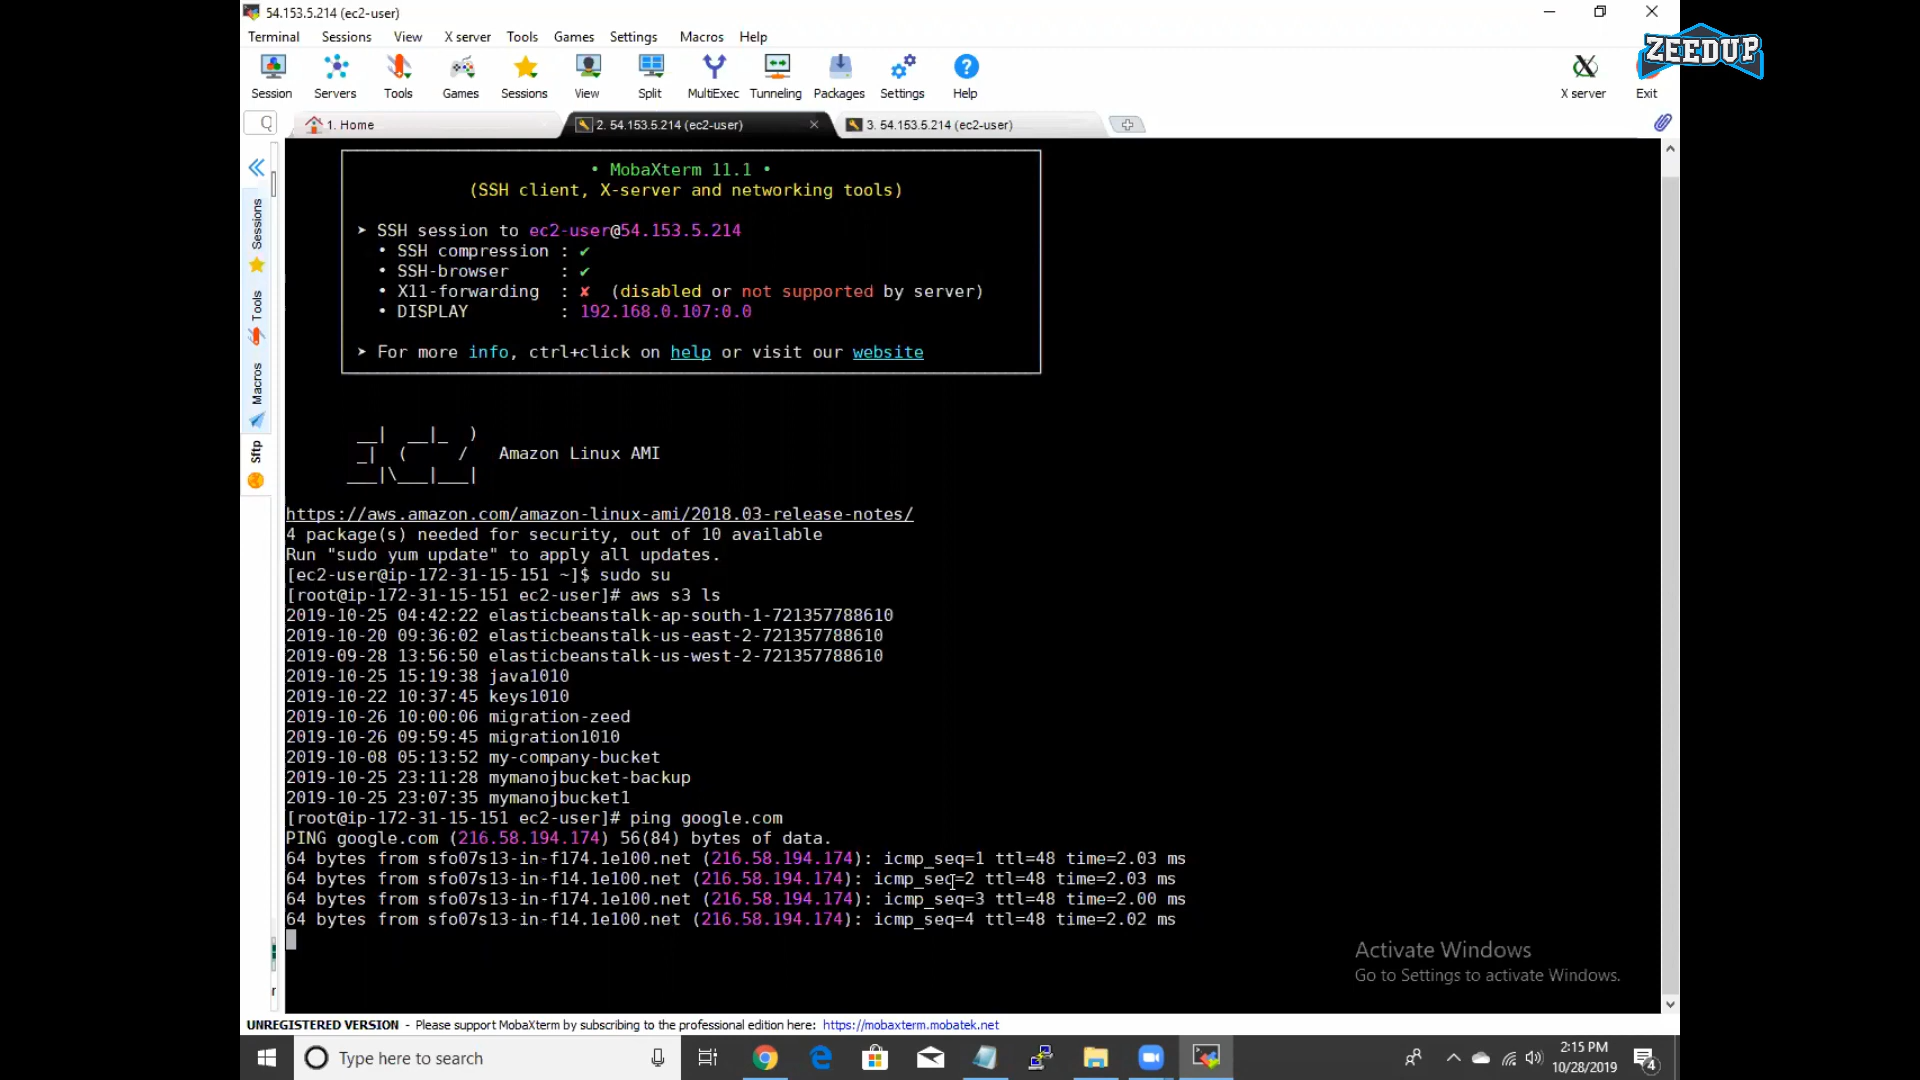 54.153.5.214 (ec2-user)
Terminal Sessions View X server Tools Games Settings Macros Help
ZEEDUP
Session Servers Tools Games Sessions View Split MultiExec Tunneling Packages Settings Help X server Exit
1. Home 2. 54.153.5.214 (ec2-user) 3. 54.153.5.214 (ec2-user)
Sessions
Tools
Macros
Sftp
• MobaXterm 11.1 •
(SSH client, X-server and networking tools)
➤ SSH session to ec2-user@54.153.5.214
• SSH compression : ✔
• SSH-browser : ✔
• X11-forwarding : ✘ (disabled or not supported by server)
• DISPLAY : 192.168.0.107:0.0
➤ For more info, ctrl+click on help or visit our website
__| __|_ )
_| ( / Amazon Linux AMI
___|\___|___|
https://aws.amazon.com/amazon-linux-ami/2018.03-release-notes/
4 package(s) needed for security, out of 10 available
Run "sudo yum update" to apply all updates.
[ec2-user@ip-172-31-15-151 ~]$ sudo su
[root@ip-172-31-15-151 ec2-user]# aws s3 ls
2019-10-25 04:42:22 elasticbeanstalk-ap-south-1-721357788610
2019-10-20 09:36:02 elasticbeanstalk-us-east-2-721357788610
2019-09-28 13:56:50 elasticbeanstalk-us-west-2-721357788610
2019-10-25 15:19:38 java1010
2019-10-22 10:37:45 keys1010
2019-10-26 10:00:06 migration-zeed
2019-10-26 09:59:45 migration1010
2019-10-08 05:13:52 my-company-bucket
2019-10-25 23:11:28 mymanojbucket-backup
2019-10-25 23:07:35 mymanojbucket1
[root@ip-172-31-15-151 ec2-user]# ping google.com
PING google.com (216.58.194.174) 56(84) bytes of data.
64 bytes from sfo07s13-in-f174.1e100.net (216.58.194.174): icmp_seq=1 ttl=48 time=2.03 ms
64 bytes from sfo07s13-in-f14.1e100.net (216.58.194.174): icmp_seq=2 ttl=48 time=2.03 ms
64 bytes from sfo07s13-in-f174.1e100.net (216.58.194.174): icmp_seq=3 ttl=48 time=2.00 ms
64 bytes from sfo07s13-in-f14.1e100.net (216.58.194.174): icmp_seq=4 ttl=48 time=2.02 ms
Activate Windows
Go to Settings to activate Windows.
UNREGISTERED VERSION - Please support MobaXterm by subscribing to the professional edition here: https://mobaxterm.mobatek.net
Type here to search
2:15 PM
10/28/2019
4